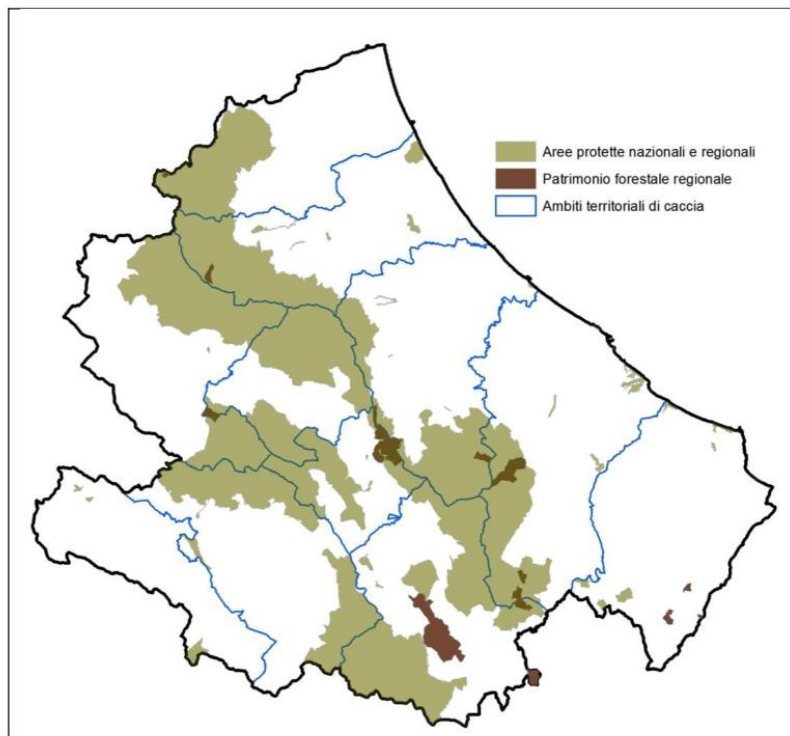 Aree protette nazionali e regionali
Patrimonio forestale regionale
Ambiti territoriali di caccia